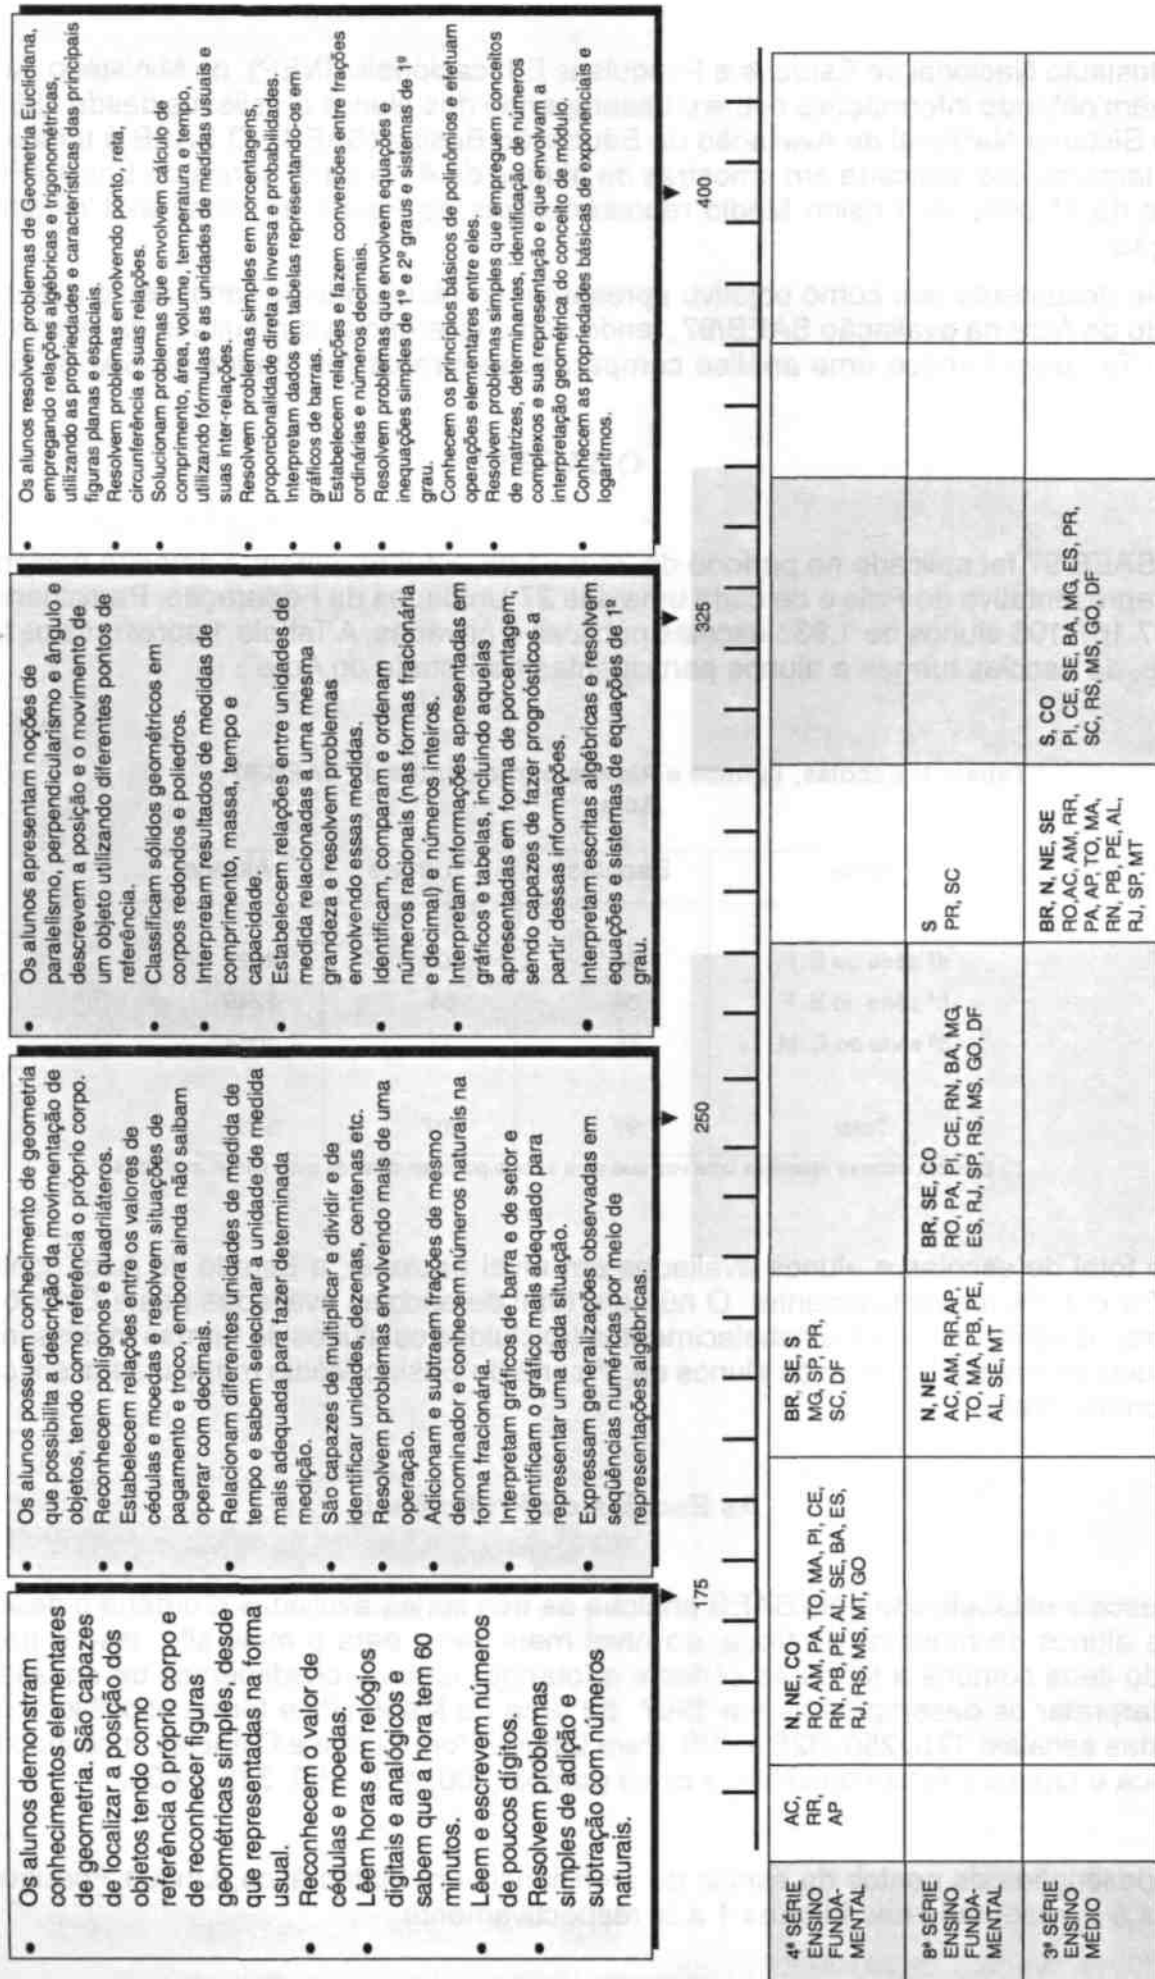 • Os alunos demonstram
conhecimentos elementares
de geometria. São capazes
de localizar a posição dos
objetos tendo como
referência o próprio corpo e
de reconhecer figuras
geométricas simples, desde
que representadas na forma
usual.
• Reconhecem o valor de
cédulas e moedas.
• Lêem horas em relógios
digitais e analógicos e
sabem que a hora tem 60
minutos.
• Lêem e escrevem números
de poucos dígitos.
• Resolvem problemas
simples de adição e
subtração com números
naturais.
• Os alunos possuem conhecimento de geometria
que possibilita a descrição da movimentação de
objetos, tendo como referência o próprio corpo.
• Reconhecem polígonos e quadriláteros.
• Estabelecem relações entre os valores de
cédulas e moedas e resolvem situações de
pagamento e troco, embora ainda não saibam
operar com decimais.
• Relacionam diferentes unidades de medida de
tempo e sabem selecionar a unidade de medida
mais adequada para fazer determinada
medição.
• São capazes de multiplicar e dividir e de
identificar unidades, dezenas, centenas etc.
• Resolvem problemas envolvendo mais de uma
operação.
• Adicionam e subtraem frações de mesmo
denominador e conhecem números naturais na
forma fracionária.
• Interpretam gráficos de barra e de setor e
identificam o gráfico mais adequado para
representar uma dada situação.
• Expressam generalizações observadas em
seqüências numéricas por meio de
representações algébricas.
• Os alunos apresentam noções de
paralelismo, perpendicularismo e ângulo e
descrevem a posição e o movimento de
um objeto utilizando diferentes pontos de
referência.
• Classificam sólidos geométricos em
corpos redondos e poliedros.
• Interpretam resultados de medidas de
comprimento, massa, tempo e
capacidade.
• Estabelecem relações entre unidades de
medida relacionadas a uma mesma
grandeza e resolvem problemas
envolvendo essas medidas.
• Identificam, comparam e ordenam
números racionais (nas formas fracionária
e decimal) e números inteiros.
• Interpretam informações apresentadas em
gráficos e tabelas, incluindo aquelas
apresentadas em forma de porcentagem,
sendo capazes de fazer prognósticos a
partir dessas informações.
• Interpretam escritas algébricas e resolvem
equações e sistemas de equação de 1º
grau.
• Os alunos resolvem problemas de Geometria Euclidiana,
empregando relações algébricas e trigonométricas,
utilizando as propriedades e características das principais
figuras planas e espaciais.
• Resolvem problemas envolvendo ponto, reta,
circunferência e suas relações.
• Solucionam problemas que envolvem cálculo de
comprimento, área, volume, temperatura e tempo,
utilizando fórmulas e as unidades de medidas usuais e
suas inter-relações.
• Resolvem problemas simples em porcentagens,
proporcionalidade direta e inversa e probabilidades.
• Interpretam dados em tabelas representando-os em
gráficos de barras.
• Estabelecem relações e fazem conversões entre frações
ordinárias e números decimais.
• Resolvem problemas que envolvem equações e
inequações simples de 1º e 2º graus e sistemas de 1º
grau.
• Conhecem os princípios básicos de polinômios e efetuam
operações elementares entre eles.
• Resolvem problemas simples que empreguem conceitos
de matrizes, determinantes, identificação de números
complexos e sua representação e que envolvam a
interpretação geométrica do conceito de módulo.
• Conhecem as propriedades básicas de exponenciais e
logaritmos.
175 250 325 400
4ª SÉRIE
ENSINO
FUNDA-
MENTAL
AC,
RR,
AP
N, NE, CO
RO, AM, PA, TO, MA, PI, CE,
RN, PB, PE, AL, SE, BA, ES,
RJ, RS, MS, MT, GO
BR, SE, S
MG, SP, PR,
SC, DF
8ª SÉRIE
ENSINO
FUNDA-
MENTAL
N, NE
AC, AM, RR, AP,
TO, MA, PB, PE,
AL, SE, MT
BR, SE, CO
RO, PA, PI, CE, RN, BA, MG,
ES, RJ, SP, RS, MS, GO, DF
S
PR, SC
3ª SÉRIE
ENSINO
MÉDIO
BR, N, NE, SE
RO, AC, AM, RR,
PA, AP, TO, MA,
RN, PB, PE, AL,
RJ, SP, MT
S, CO
PI, CE, SE, BA, MG, ES, PR,
SC, RS, MS, GO, DF